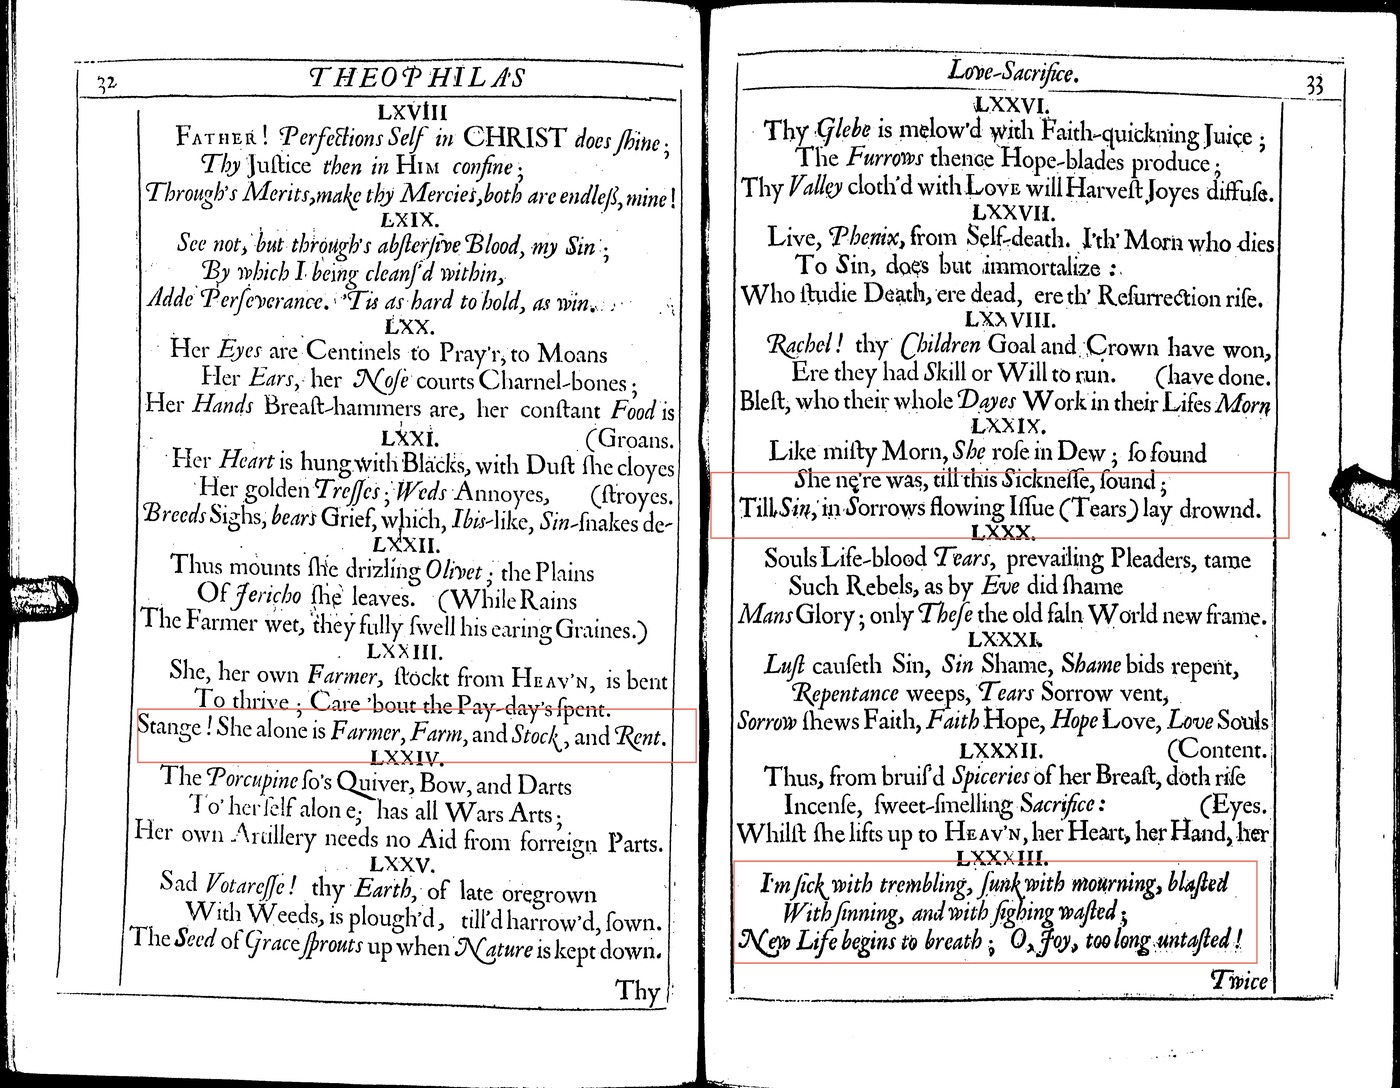 32
THEOPHILAS
LXVIII
FATHER! Perfections Self in CHRIST does ſhine;
Thy Juſtice then in HIM confine;
Through's Merits, make thy Mercies, both are endleſs, mine!
LXIX.
See not, but through's abſterſive Blood, my Sin;
By which I being cleanſ'd within,
Adde Perſeverance. 'Tis as hard to hold, as win.
LXX.
Her Eyes are Centinels to Pray'r, to Moans
Her Ears, her Noſe courts Charnel-bones;
Her Hands Breaſt-hammers are, her conſtant Food is
LXXI. (Groans.
Her Heart is hung with Blacks, with Duſt ſhe cloyes
Her golden Treſſes; Weds Annoyes, (ſtroyes.
Breeds Sighs, bears Grief, which, Ibis-like, Sin-ſnakes de-
LXXII.
Thus mounts ſhe drizling Olivet; the Plains
Of Jericho ſhe leaves. (While Rains
The Farmer wet, they fully ſwell his earing Graines.)
LXXIII.
She, her own Farmer, ſtockt from HEAV'N, is bent
To thrive; Care 'bout the Pay-day's ſpent.
Stange! She alone is Farmer, Farm, and Stock, and Rent.
LXXIV.
The Porcupine ſo's Quiver, Bow, and Darts
To' herſelf alone; has all Wars Arts;
Her own Artillery needs no Aid from forreign Parts.
LXXV.
Sad Votareſſe! thy Earth, of late oregrown
With Weeds, is plough'd, till'd harrow'd, ſown.
The Seed of Grace ſprouts up when Nature is kept down.
Thy
Love-Sacrifice.
33
LXXVI.
Thy Glebe is melow'd with Faith-quickning Juice;
The Furrows thence Hope-blades produce;
Thy Valley cloth'd with LOVE will Harveſt Joyes diffuſe.
LXXVII.
Live, Phenix, from Self-death. I'th' Morn who dies
To Sin, does but immortalize:
Who ſtudie Death, ere dead, ere th' Reſurrection riſe.
LXXVIII.
Rachel! thy Children Goal and Crown have won,
Ere they had Skill or Will to run. (have done.
Bleſt, who their whole Dayes Work in their Lifes Morn
LXXIX.
Like miſty Morn, She roſe in Dew; ſo found
She ne're was, till this Sickneſſe, ſound;
Till Sin, in Sorrows flowing Iſſue (Tears) lay drownd.
LXXX.
Souls Life-blood Tears, prevailing Pleaders, tame
Such Rebels, as by Eve did ſhame
Mans Glory; only Theſe the old faln World new frame.
LXXXI.
Luſt cauſeth Sin, Sin Shame, Shame bids repent,
Repentance weeps, Tears Sorrow vent,
Sorrow ſhews Faith, Faith Hope, Hope Love, Love Souls
LXXXII. (Content.
Thus, from bruiſ'd Spiceries of her Breaſt, doth riſe
Incenſe, ſweet-ſmelling Sacrifice: (Eyes.
Whilſt ſhe lifts up to HEAV'N, her Heart, her Hand, her
LXXXIII.
I'm ſick with trembling, ſunk with mourning, blaſted
With ſinning, and with ſighing waſted;
New Life begins to breath; O, Joy, too long untaſted!
Twice